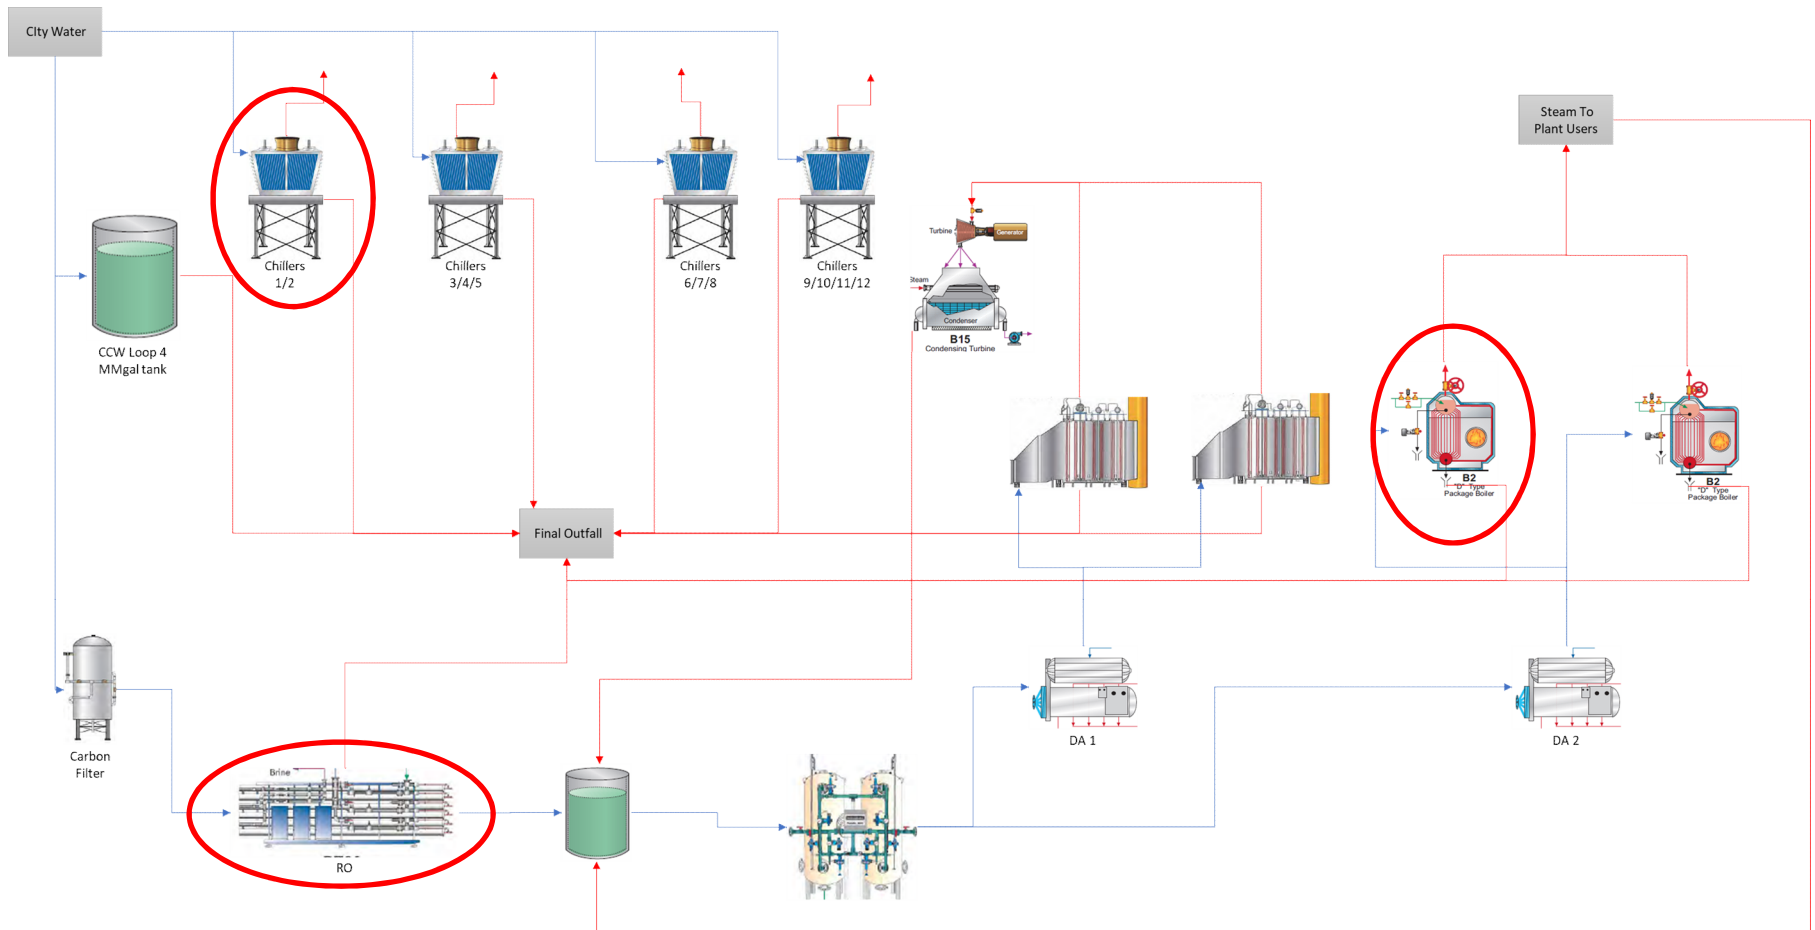 CIty Water
Steam To
Plant Users
Turbine
Generator
Steam
Condenser
B15
Condensing Turbine
Chillers
1/2
Chillers
3/4/5
Chillers
6/7/8
Chillers
9/10/11/12
CCW Loop 4
MMgal tank
B2
"D" Type
Package Boiler
B2
"D" Type
Package Boiler
Final Outfall
Carbon
Filter
DA 1
DA 2
Brine
RO